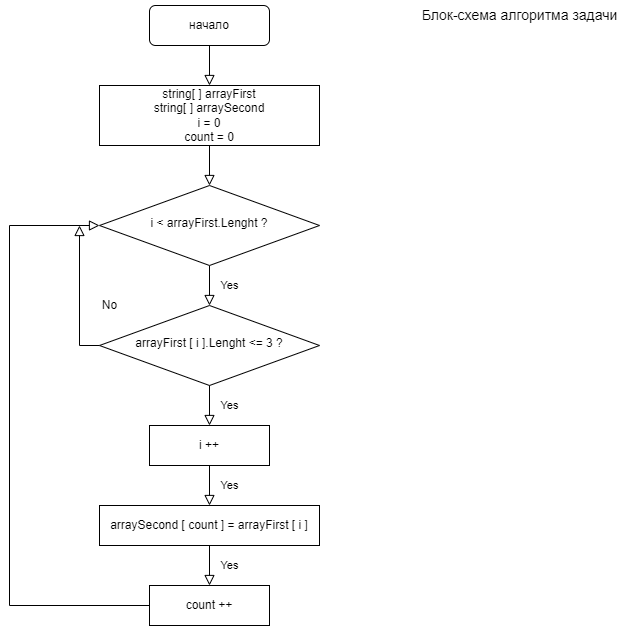 Блок-схема алгоритма задачи
начало
string[ ] arrayFirst
string[ ] arraySecond
i = 0
count = 0
i < arrayFirst.Lenght ?
Yes
No
arrayFirst [ i ].Lenght <= 3 ?
Yes
i ++
Yes
arraySecond [ count ] = arrayFirst [ i ]
Yes
count ++